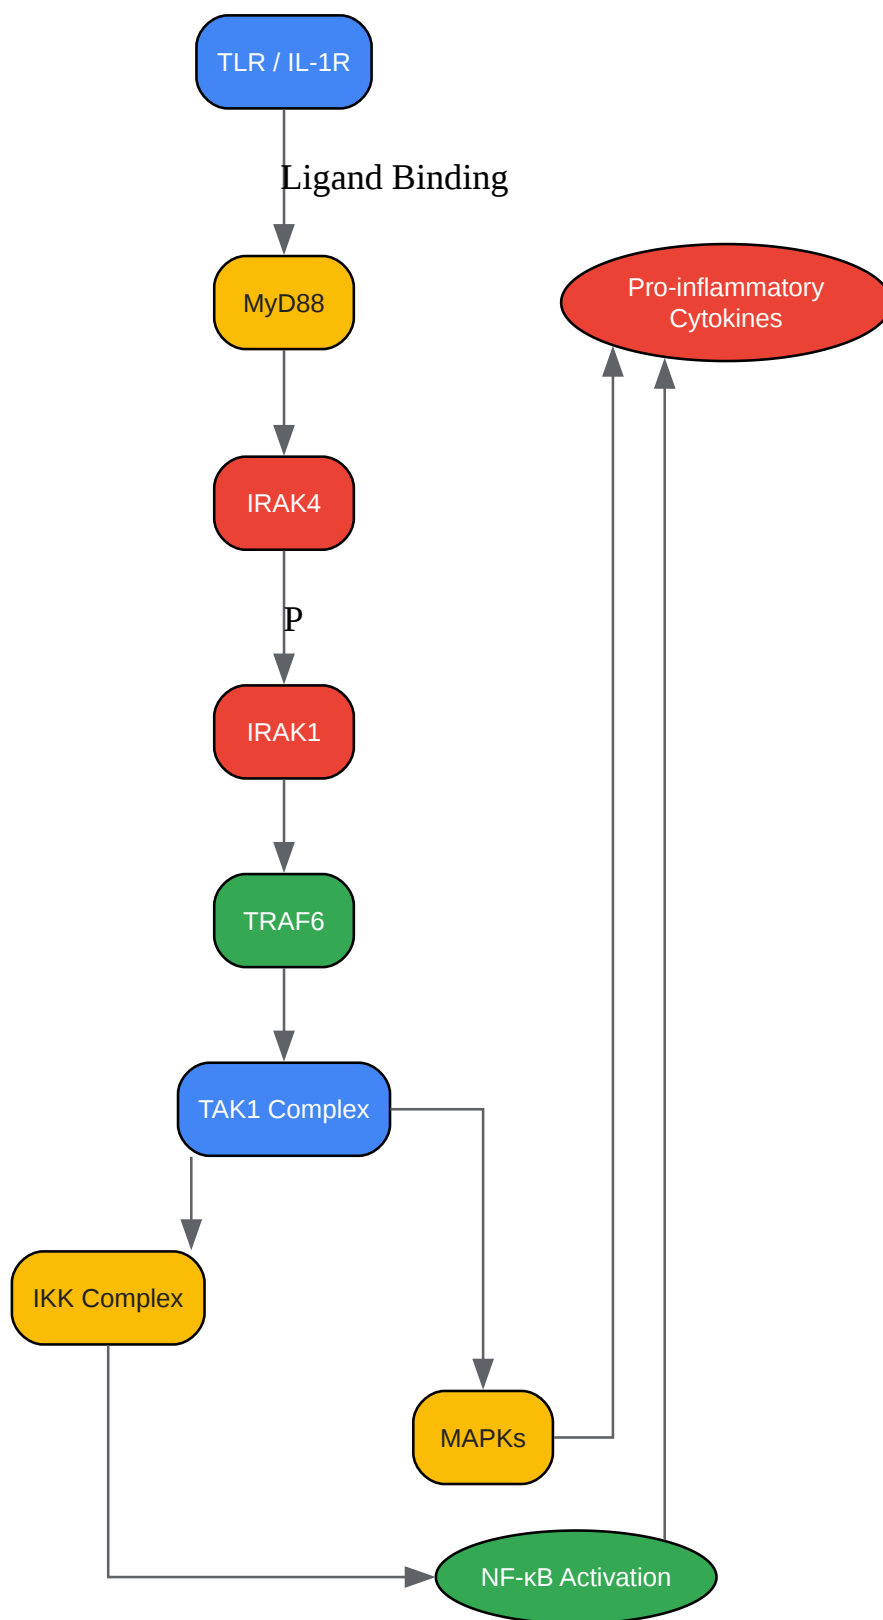 TLR / IL-1R
Ligand Binding
MyD88
Pro-inflammatory
Cytokines
IRAK4
P
IRAK1
TRAF6
TAK1 Complex
IKK Complex
MAPKs
NF-κB Activation